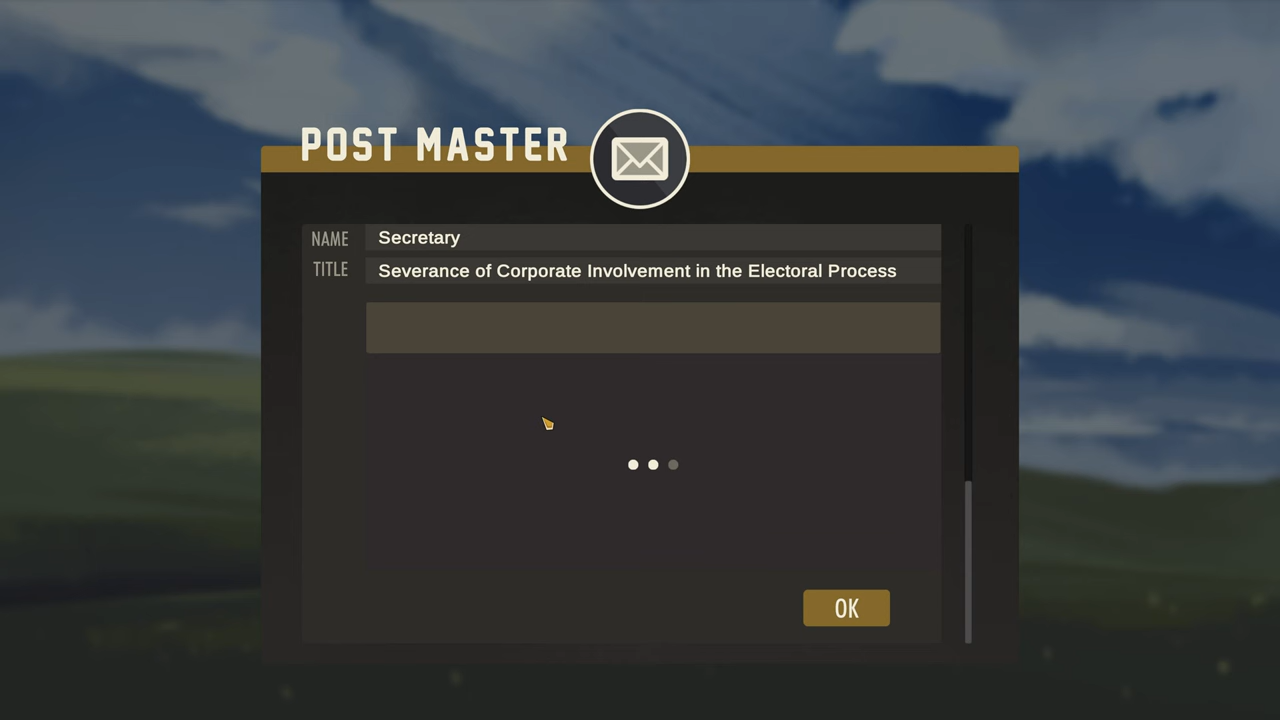 POST MASTER
NAME Secretary
TITLE Severance of Corporate Involvement in the Electoral Process
OK